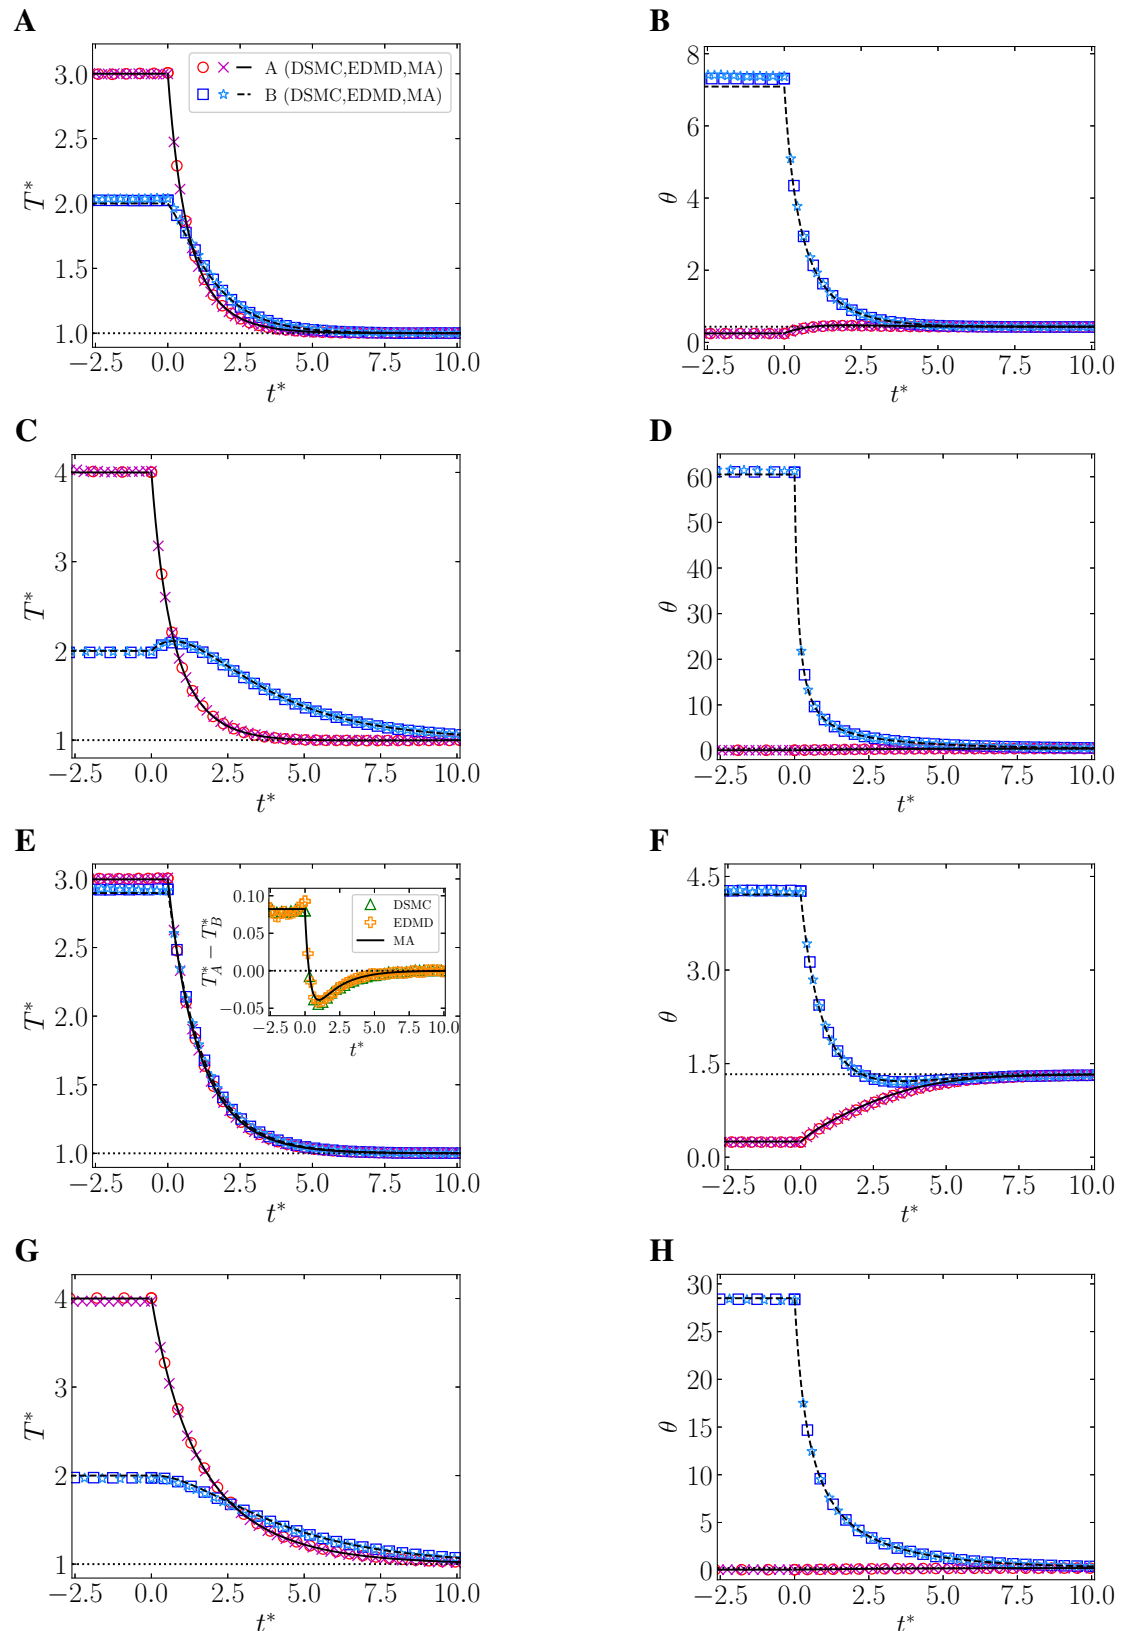 A
3.0
2.5
2.0
1.5
1.0
T*
A (DSMC,EDMD,MA)
B (DSMC,EDMD,MA)
−2.5 0.0 2.5 5.0 7.5 10.0
t*
B
8
6
4
2
0
θ
−2.5 0.0 2.5 5.0 7.5 10.0
t*
C
4
3
2
1
T*
−2.5 0.0 2.5 5.0 7.5 10.0
t*
D
60
50
40
30
20
10
0
θ
−2.5 0.0 2.5 5.0 7.5 10.0
t*
E
3.0
2.5
2.0
1.5
1.0
T*
0.10
0.05
0.00
−0.05
T*A − T*B
DSMC
EDMD
MA
−2.5 0.0 2.5 5.0 7.5 10.0
t*
−2.5 0.0 2.5 5.0 7.5 10.0
t*
F
4.5
3.0
1.5
0.0
θ
−2.5 0.0 2.5 5.0 7.5 10.0
t*
G
4
3
2
1
T*
−2.5 0.0 2.5 5.0 7.5 10.0
t*
H
30
25
20
15
10
5
0
θ
−2.5 0.0 2.5 5.0 7.5 10.0
t*